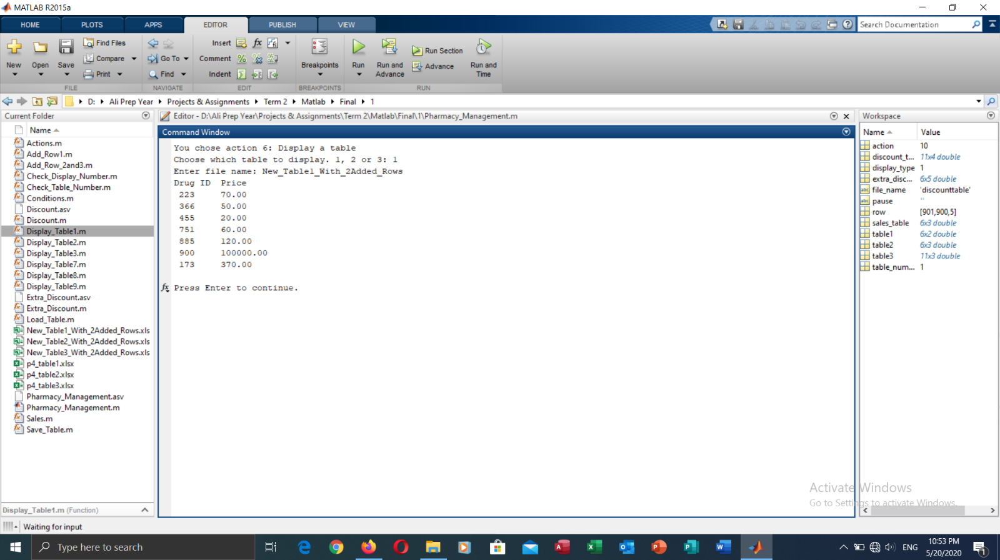 MATLAB R2015a
HOME PLOTS APPS EDITOR PUBLISH VIEW
Search Documentation
New Open Save
Find Files
Compare
Print
Go To
Find
Insert
Comment
Indent
Breakpoints
Run
Run and Advance
Run Section
Advance
Run and Time
FILE NAVIGATE EDIT BREAKPOINTS RUN
D: Ali Prep Year Projects & Assignments Term 2 Matlab Final 1
Current Folder
Name
Actions.m
Add_Row1.m
Add_Row_2and3.m
Check_Display_Number.m
Check_Table_Number.m
Conditions.m
Discount.asv
Discount.m
Display_Table1.m
Display_Table2.m
Display_Table3.m
Display_Table7.m
Display_Table8.m
Display_Table9.m
Extra_Discount.asv
Extra_Discount.m
Load_Table.m
New_Table1_With_2Added_Rows.xls
New_Table2_With_2Added_Rows.xls
New_Table3_With_2Added_Rows.xls
p4_table1.xlsx
p4_table2.xlsx
p4_table3.xlsx
Pharmacy_Management.asv
Pharmacy_Management.m
Sales.m
Save_Table.m
Display_Table1.m (Function)
Editor - D:\Ali Prep Year\Projects & Assignments\Term 2\Matlab\Final\1\Pharmacy_Management.m
Command Window
You chose action 6: Display a table
Choose which table to display. 1, 2 or 3: 1
Enter file name: New_Table1_With_2Added_Rows
Drug ID Price
223 70.00
366 50.00
455 20.00
751 60.00
885 120.00
900 100000.00
173 370.00
fx Press Enter to continue.
Workspace
Name Value
action 10
discount_t... 11x4 double
display_type 1
extra_disc... 6x5 double
file_name 'discounttable'
pause ''
row [901,900,5]
sales_table 6x3 double
table1 6x2 double
table2 6x3 double
table3 11x3 double
table_num... 1
Activate Windows
Go to Settings to activate Windows.
Waiting for input
Type here to search
ENG
10:53 PM
5/20/2020
1